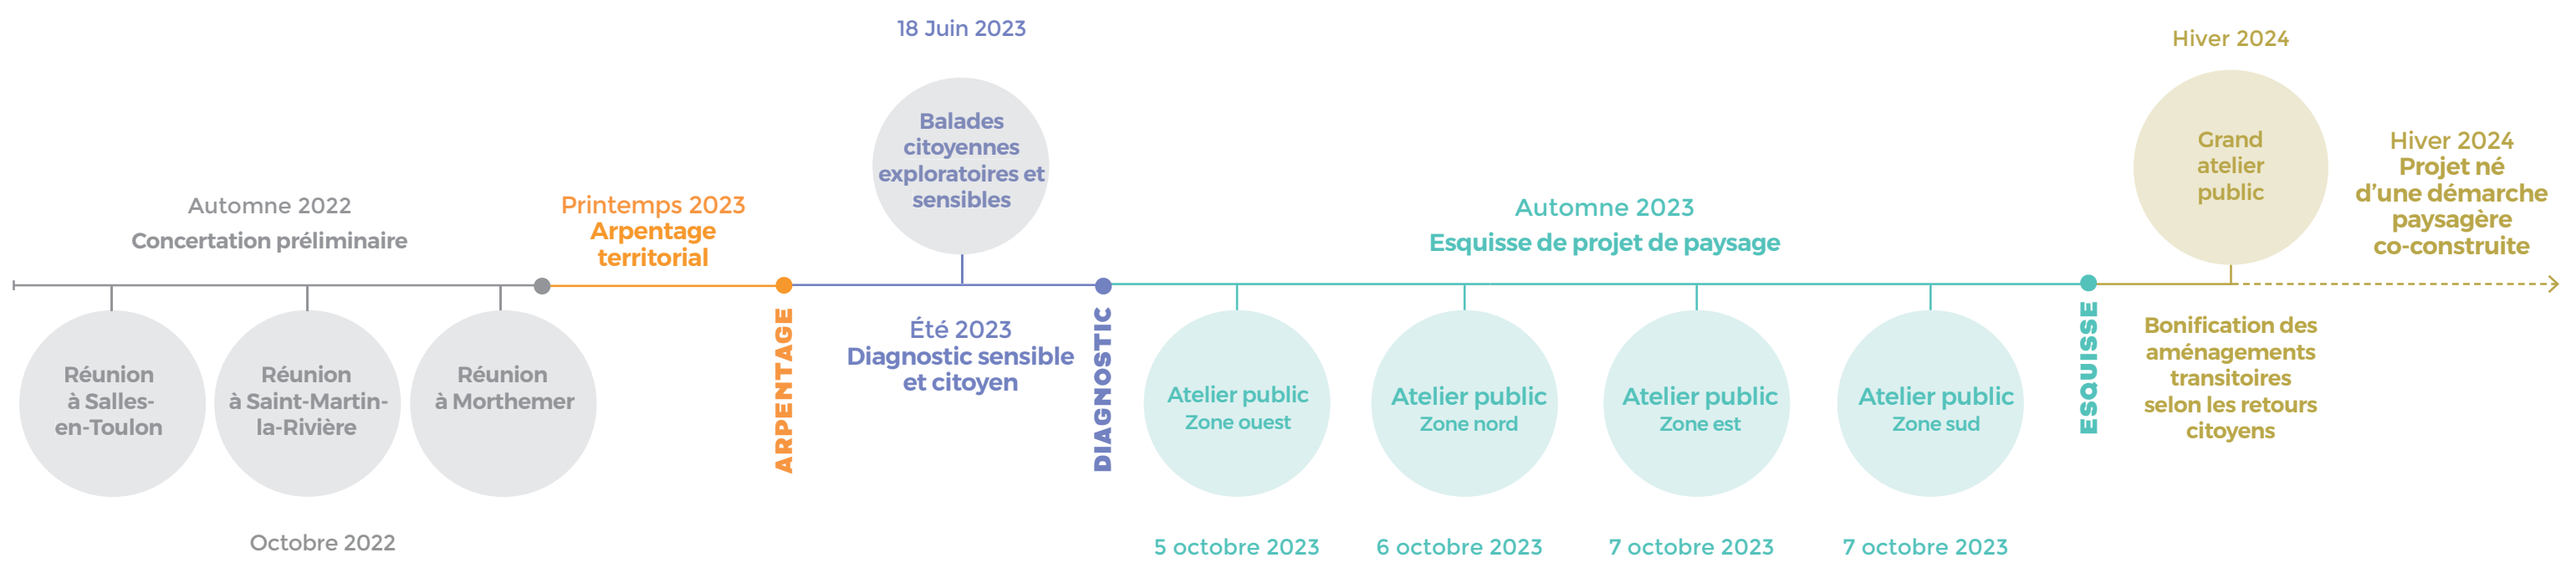 Automne 2022
Concertation préliminaire
Réunion
à Salles-
en-Toulon
Réunion
à Saint-Martin-
la-Rivière
Réunion
à Morthemer
Octobre 2022
Printemps 2023
Arpentage
territorial
ARPENTAGE
18 Juin 2023
Balades
citoyennes
exploratoires et
sensibles
Été 2023
Diagnostic sensible
et citoyen
DIAGNOSTIC
Automne 2023
Esquisse de projet de paysage
Atelier public
Zone ouest
5 octobre 2023
Atelier public
Zone nord
6 octobre 2023
Atelier public
Zone est
7 octobre 2023
Atelier public
Zone sud
7 octobre 2023
ESQUISSE
Hiver 2024
Grand
atelier
public
Bonification des
aménagements
transitoires
selon les retours
citoyens
Hiver 2024
Projet né
d’une démarche
paysagère
co-construite